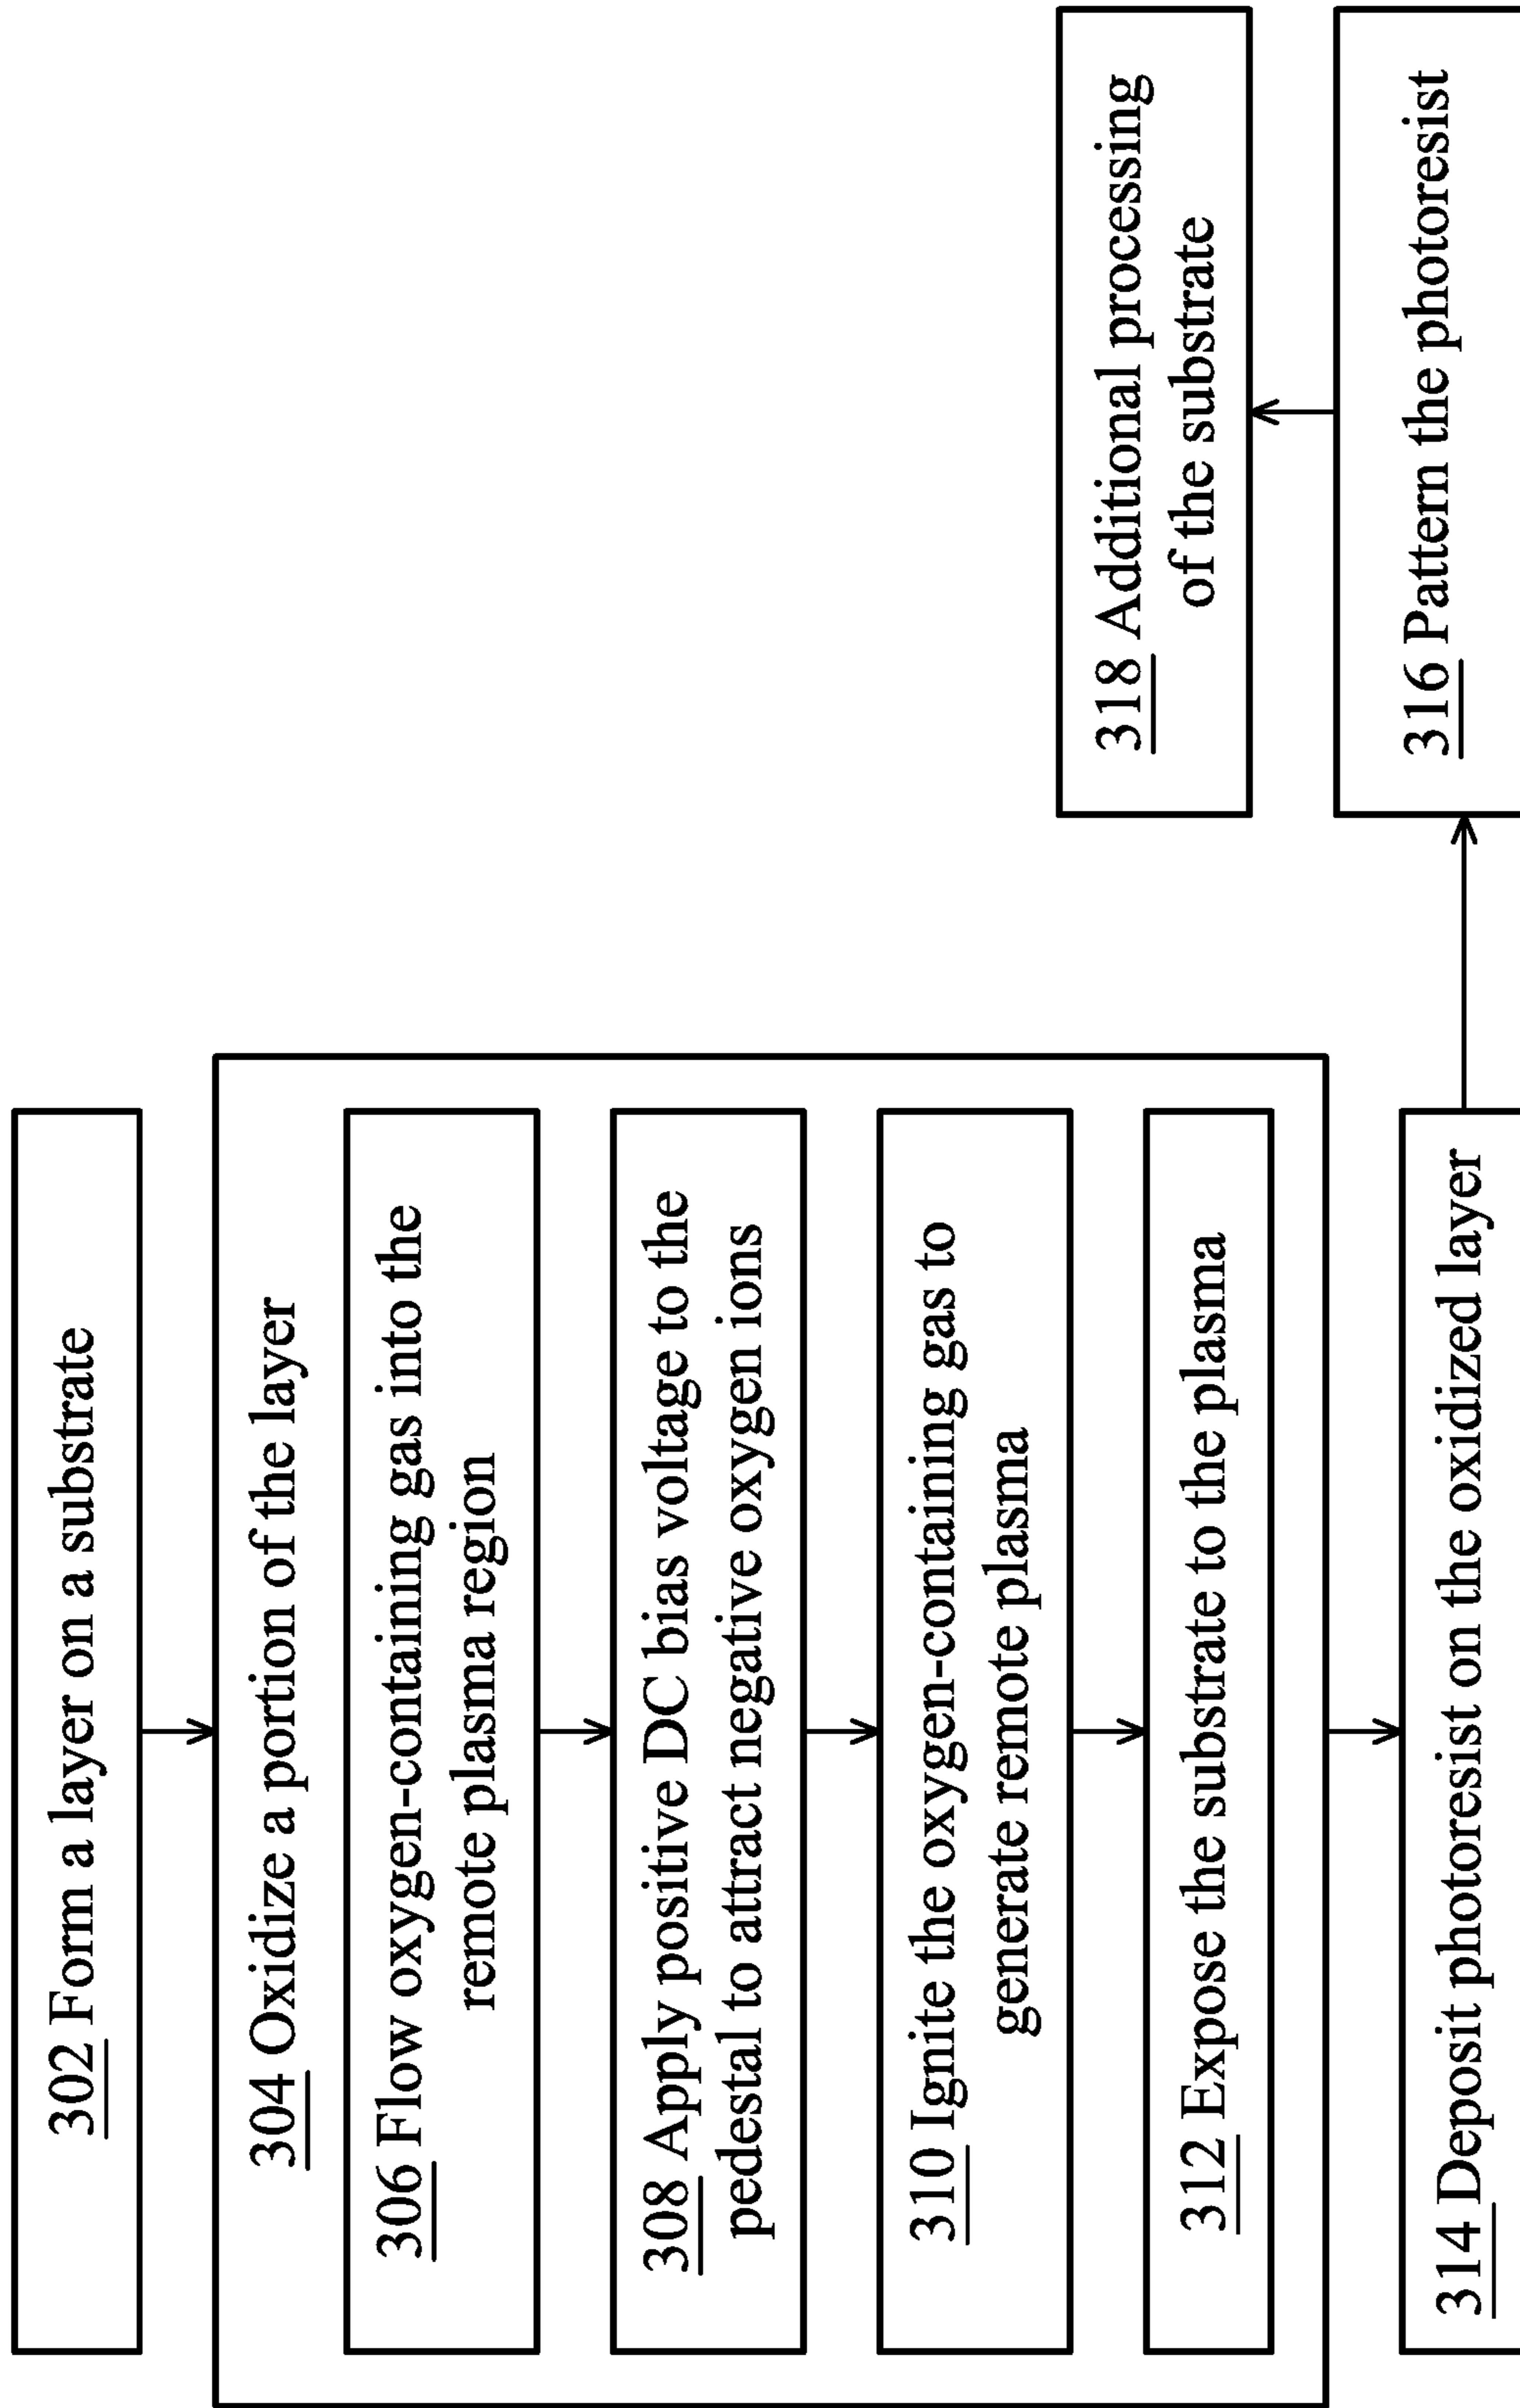 302 Form a layer on a substrate
304 Oxidize a portion of the layer
306 Flow oxygen-containing gas into the
remote plasma region
308 Apply positive DC bias voltage to the
pedestal to attract negative oxygen ions
310 Ignite the oxygen-containing gas to
generate remote plasma
312 Expose the substrate to the plasma
314 Deposit photoresist on the oxidized layer
316 Pattern the photoresist
318 Additional processing
of the substrate